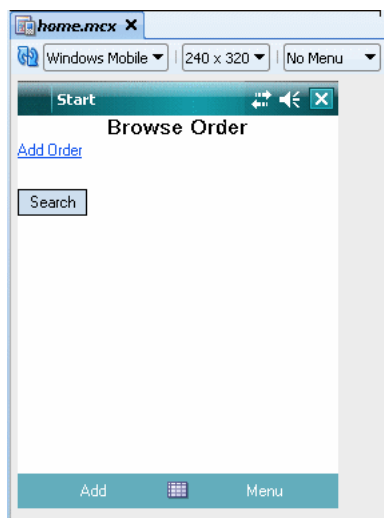 home.mcx
Windows Mobile 240 x 320 No Menu
Start
Browse Order
Add Order
Search
Add Menu